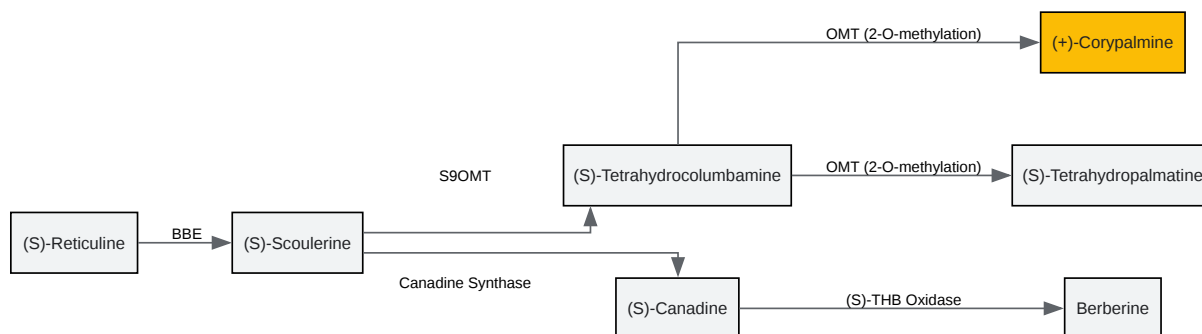 OMT (2-O-methylation)
(+)-Corypalmine
S9OMT
(S)-Tetrahydrocolumbamine
OMT (2-O-methylation)
(S)-Tetrahydropalmatine
(S)-Reticuline
BBE
(S)-Scoulerine
Canadine Synthase
(S)-Canadine
(S)-THB Oxidase
Berberine